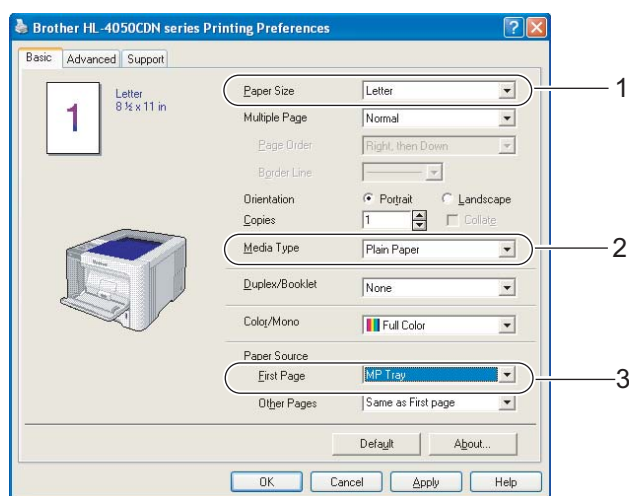 Brother HL-4050CDN series Printing Preferences
Basic Advanced Support
1
Letter
8 ½ x 11 in
Paper Size Letter 1
Multiple Page Normal
Page Order Right, then Down
Border Line
Orientation Portrait Landscape
Copies 1 Collate
Media Type Plain Paper 2
Duplex/Booklet None
Color/Mono Full Color
Paper Source
First Page MP Tray 3
Other Pages Same as First page
Default About...
OK Cancel Apply Help